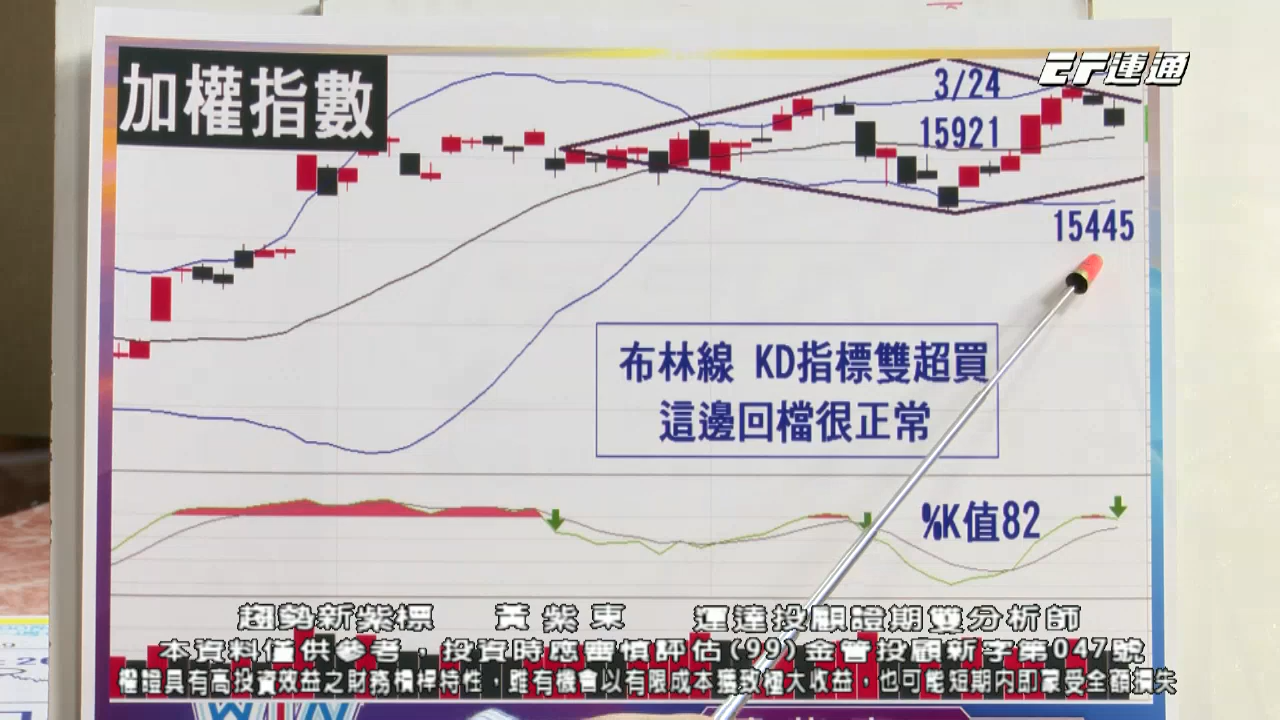 EF運通
加權指數
3/24
15921
15445
布林線 KD指標雙超買
這邊回檔很正常
%K值82
趨勢新紫標 黃紫東 運達投顧證期雙分析師
本資料僅供參考，投資時應審慎評估(99)金管投顧新字第047號
權證具有高投資效益之財務槓桿特性，雖有機會以有限成本獲致極大收益，也可能短期內即蒙受全額損失
WIN